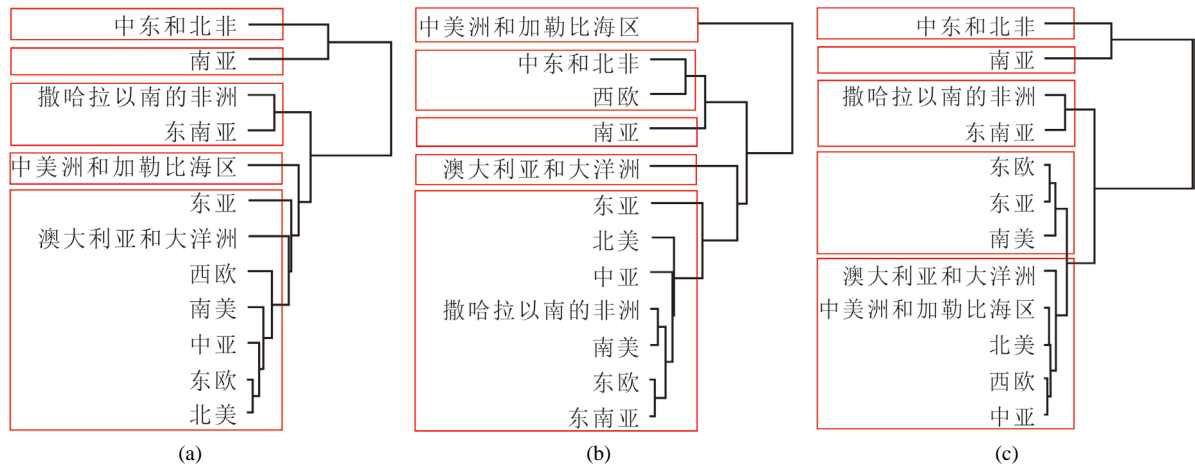 中东和北非
南亚
撒哈拉以南的非洲
东南亚
中美洲和加勒比海区
东亚
澳大利亚和大洋洲
西欧
南美
中亚
东欧
北美
(a)
中美洲和加勒比海区
中东和北非
西欧
南亚
澳大利亚和大洋洲
东亚
北美
中亚
撒哈拉以南的非洲
南美
东欧
东南亚
(b)
中东和北非
南亚
撒哈拉以南的非洲
东南亚
东欧
东亚
南美
澳大利亚和大洋洲
中美洲和加勒比海区
北美
西欧
中亚
(c)